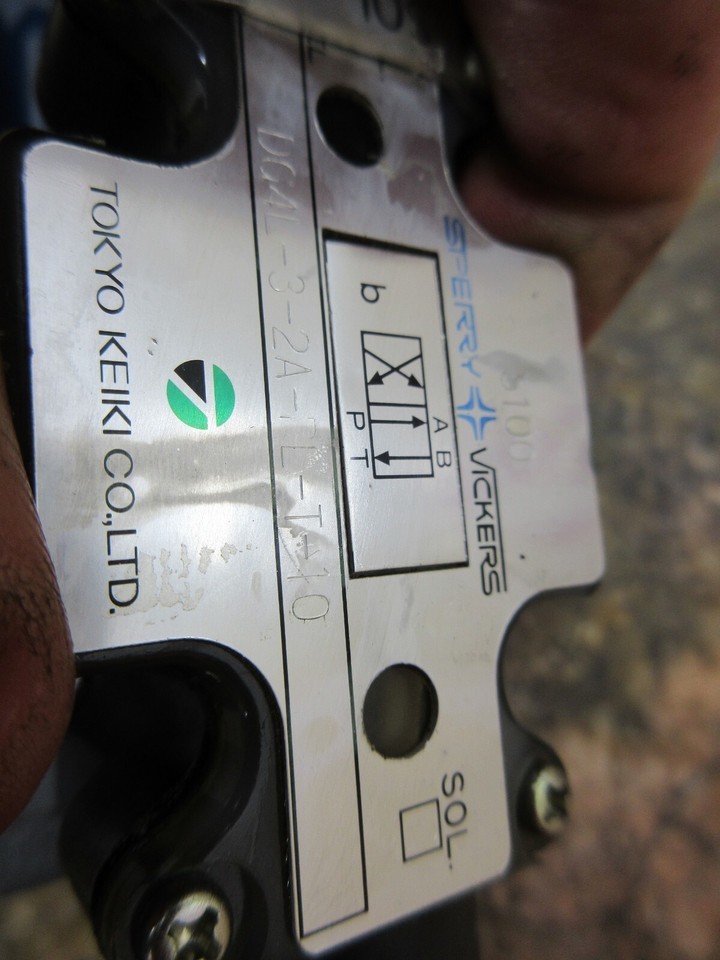 SPERRY VICKERS
b
A B
P T
SOL.
DG4L-3-2A-
TOKYO KEIKI CO.,LTD.